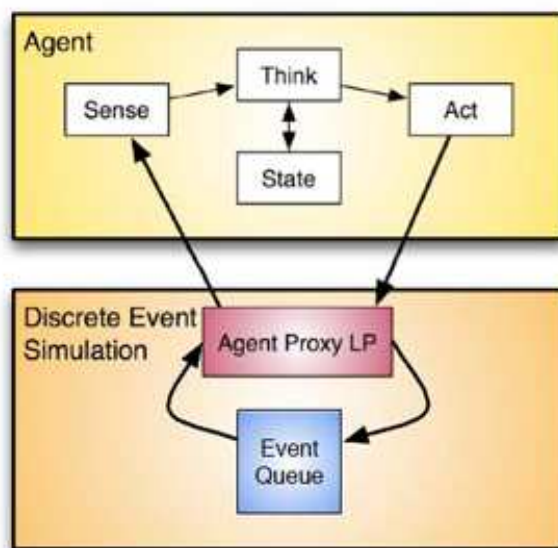 Agent
Think
Sense
Act
State
Discrete Event
Simulation
Agent Proxy LP
Event
Queue